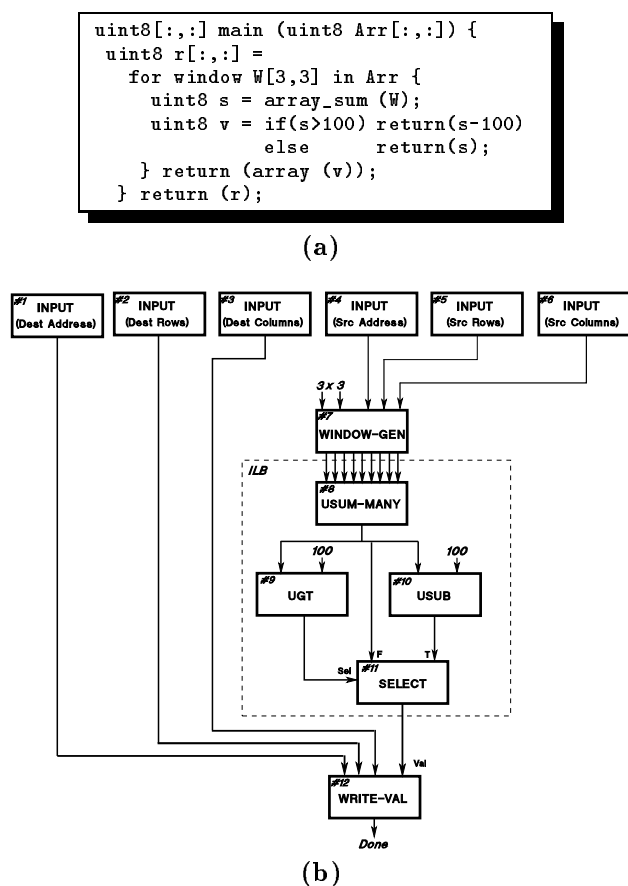 uint8[:,:] main (uint8 Arr[:,:]) {
uint8 r[:,:] =
for window W[3,3] in Arr {
uint8 s = array_sum (W);
uint8 v = if(s>100) return(s-100)
else return(s);
} return (array (v));
} return (r);
(a)
#1 INPUT (Dest Address)
#2 INPUT (Dest Rows)
#3 INPUT (Dest Columns)
#4 INPUT (Src Address)
#5 INPUT (Src Rows)
#6 INPUT (Src Columns)
3 x 3
#7
WINDOW-GEN
ILB
#8
USUM-MANY
100
100
#9
UGT
#10
USUB
F
T
Sel
#11
SELECT
Val
#12
WRITE-VAL
Done
(b)